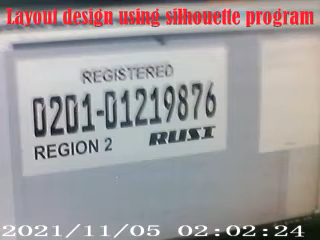 Layout design using silhouette program
REGISTERED
0201-01219876
REGION 2 RUSI
2021/11/05 02:02:24